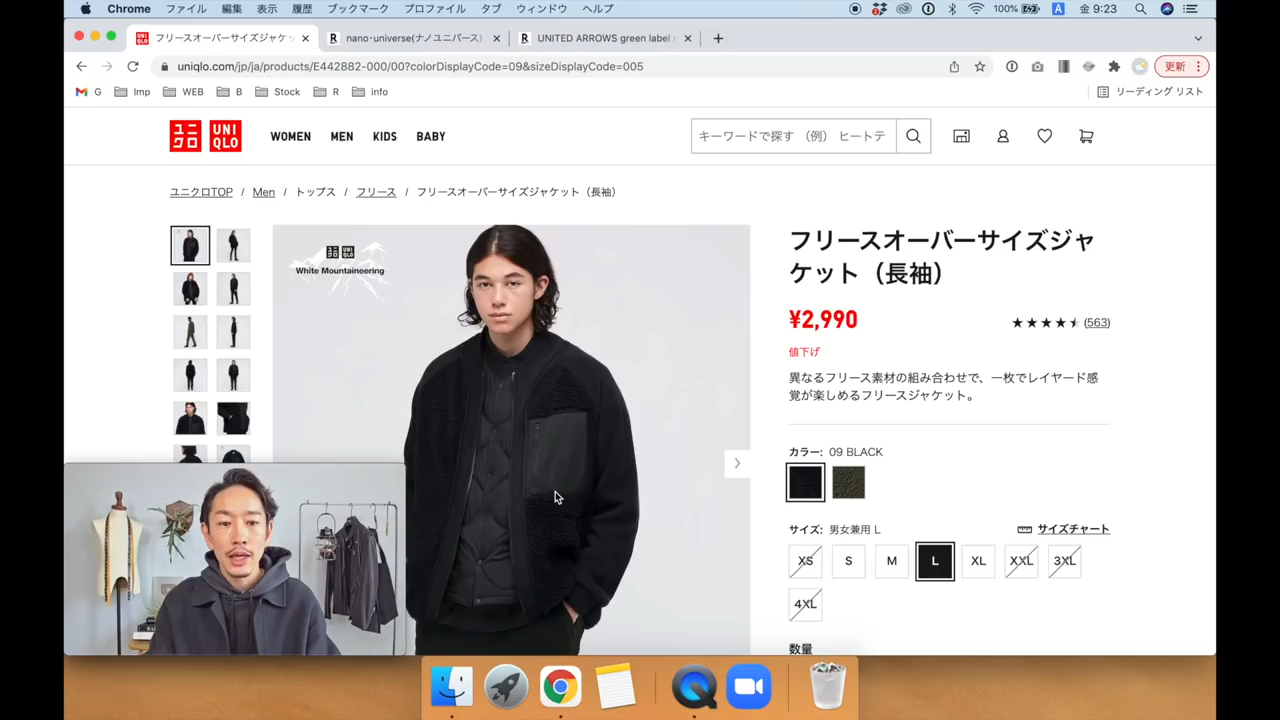 Chrome ファイル 編集 表示 履歴 ブックマーク プロファイル タブ ウィンドウ ヘルプ 100% A 金 9:23
フリースオーバーサイズジャケッ
nano・universe(ナノユニバース)
UNITED ARROWS green label
uniqlo.com/jp/ja/products/E442882-000/00?colorDisplayCode=09&sizeDisplayCode=005
更新
G Imp WEB B Stock R info リーディング リスト
ユニクロ
UNIQLO
WOMEN MEN KIDS BABY
キーワードで探す （例） ヒートテ
ユニクロTOP / Men / トップス / フリース / フリースオーバーサイズジャケット（長袖）
White Mountaineering
フリースオーバーサイズジャ
ケット（長袖）
¥2,990
(563)
値下げ
異なるフリース素材の組み合わせで、一枚でレイヤード感
覚が楽しめるフリースジャケット。
カラー: 09 BLACK
サイズ: 男女兼用 L サイズチャート
XS S M L XL XXL 3XL
4XL
数量